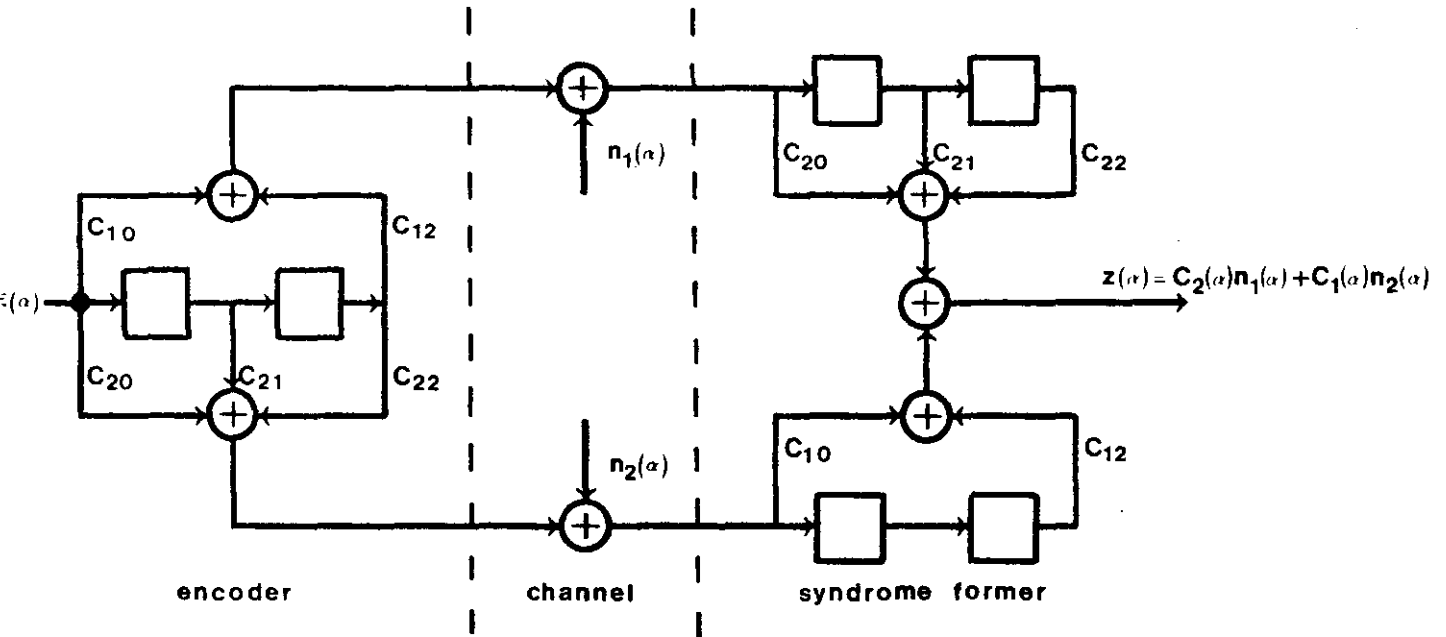 n₁(α)
C₂₀
C₂₁
C₂₂
C₁₀
C₁₂
(α)
z(α) = C₂(α)n₁(α) + C₁(α)n₂(α)
C₂₀
C₂₁
C₂₂
n₂(α)
C₁₀
C₁₂
encoder
channel
syndrome former